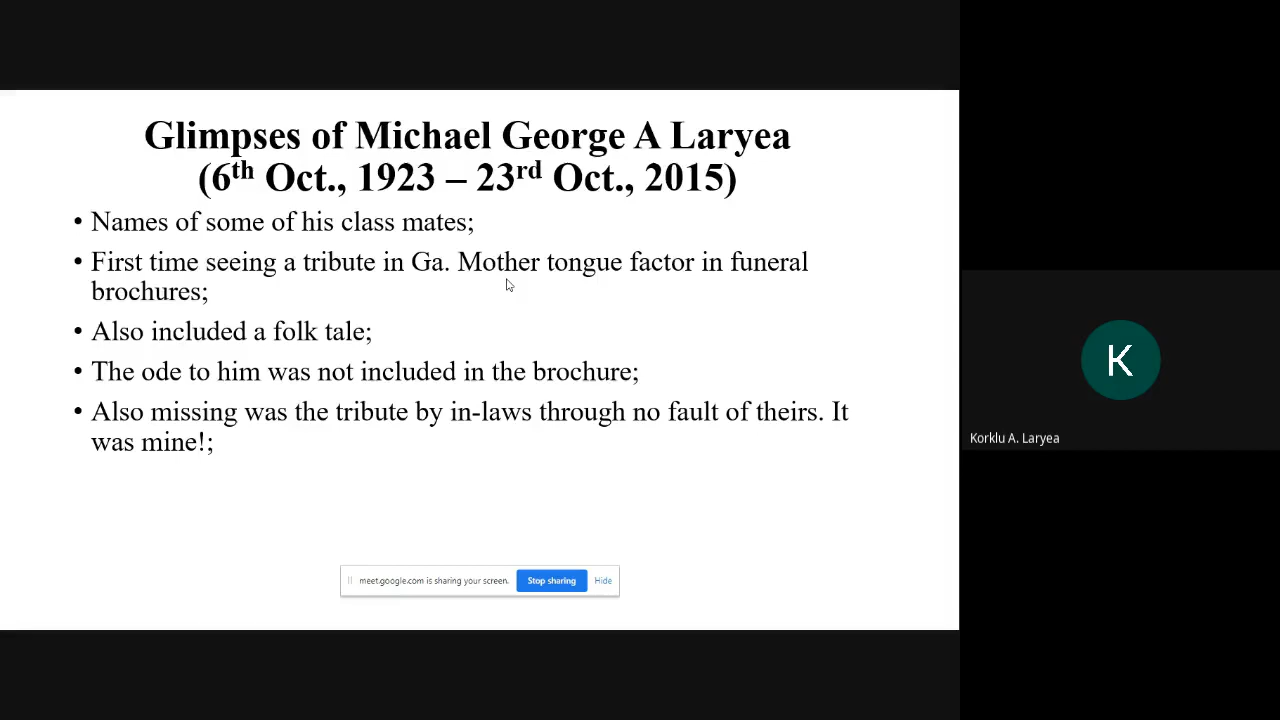 Glimpses of Michael George A Laryea
(6th Oct., 1923 – 23rd Oct., 2015)
• Names of some of his class mates;
• First time seeing a tribute in Ga. Mother tongue factor in funeral
brochures;
• Also included a folk tale;
• The ode to him was not included in the brochure;
• Also missing was the tribute by in-laws through no fault of theirs. It
was mine!;
meet.google.com is sharing your screen. Stop sharing Hide
K
Korklu A. Laryea